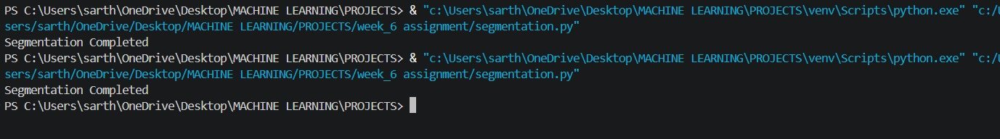 PS C:\Users\sarth\OneDrive\Desktop\MACHINE LEARNING\PROJECTS> & "c:\Users\sarth\OneDrive\Desktop\MACHINE LEARNING\PROJECTS\venv\Scripts\python.exe" "c:/U
sers/sarth/OneDrive/Desktop/MACHINE LEARNING/PROJECTS/week_6 assignment/segmentation.py"
Segmentation Completed
PS C:\Users\sarth\OneDrive\Desktop\MACHINE LEARNING\PROJECTS> & "c:\Users\sarth\OneDrive\Desktop\MACHINE LEARNING\PROJECTS\venv\Scripts\python.exe" "c:/U
sers/sarth/OneDrive/Desktop/MACHINE LEARNING/PROJECTS/week_6 assignment/segmentation.py"
Segmentation Completed
PS C:\Users\sarth\OneDrive\Desktop\MACHINE LEARNING\PROJECTS>